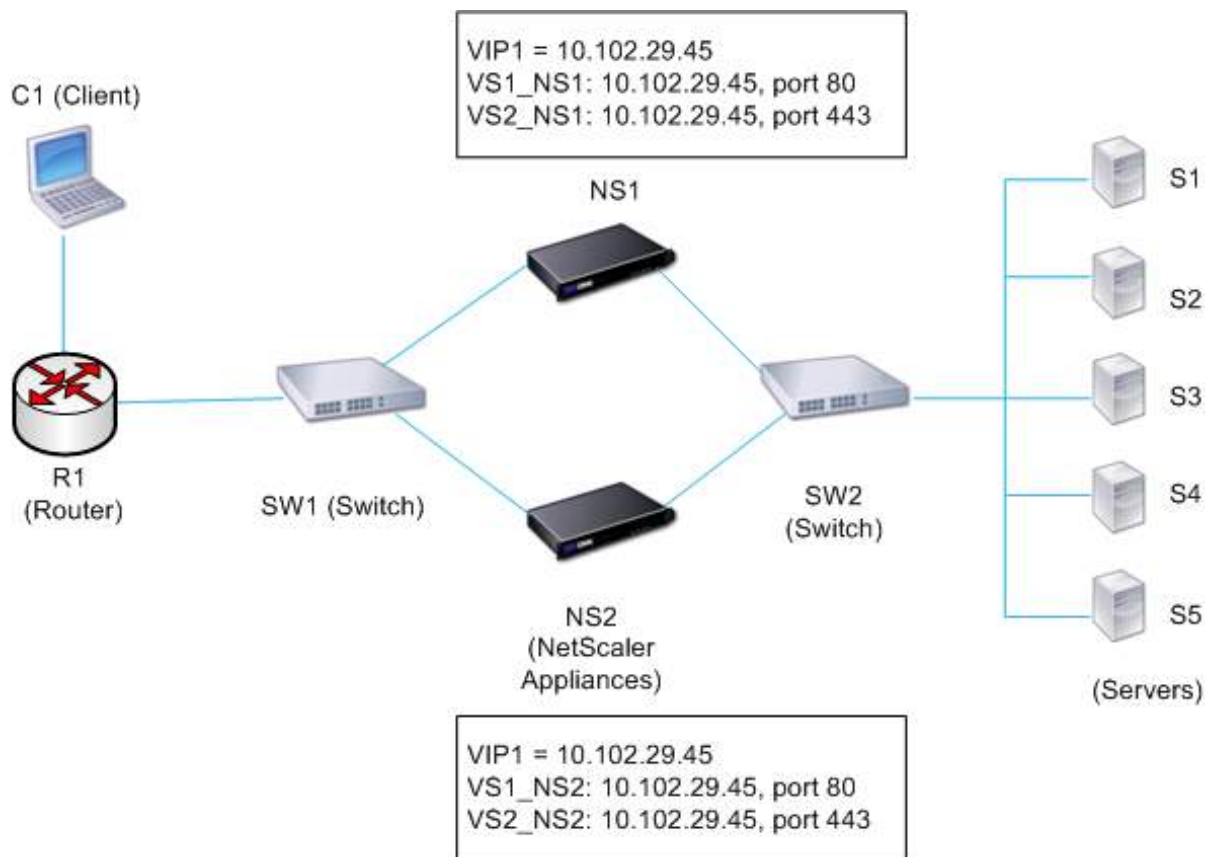 VIP1 = 10.102.29.45
VS1_NS1: 10.102.29.45, port 80
VS2_NS1: 10.102.29.45, port 443
C1 (Client)
NS1
S1
S2
S3
S4
S5
(Servers)
R1
(Router)
SW1 (Switch)
SW2
(Switch)
NS2
(NetScaler
Appliances)
VIP1 = 10.102.29.45
VS1_NS2: 10.102.29.45, port 80
VS2_NS2: 10.102.29.45, port 443